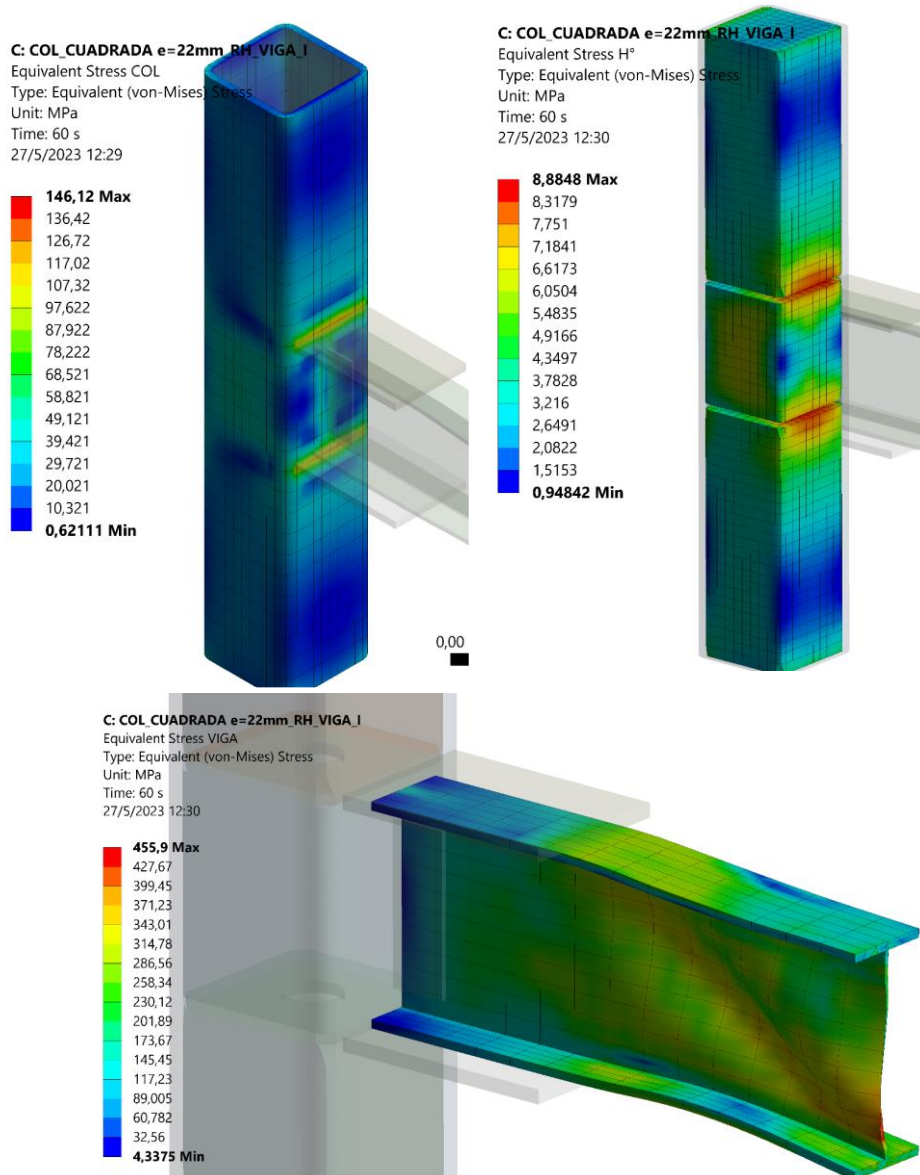 C: COL_CUADRADA e=22mm_RH_VIGA_I
Equivalent Stress COL
Type: Equivalent (von-Mises) Stress
Unit: MPa
Time: 60 s
27/5/2023 12:29
146,12 Max
136,42
126,72
117,02
107,32
97,622
87,922
78,222
68,521
58,821
49,121
39,421
29,721
20,021
10,321
0,62111 Min
0,00
C: COL_CUADRADA e=22mm_RH_VIGA_I
Equivalent Stress H°
Type: Equivalent (von-Mises) Stress
Unit: MPa
Time: 60 s
27/5/2023 12:30
8,8848 Max
8,3179
7,751
7,1841
6,6173
6,0504
5,4835
4,9166
4,3497
3,7828
3,216
2,6491
2,0822
1,5153
0,94842 Min
C: COL_CUADRADA e=22mm_RH_VIGA_I
Equivalent Stress VIGA
Type: Equivalent (von-Mises) Stress
Unit: MPa
Time: 60 s
27/5/2023 12:30
455,9 Max
427,67
399,45
371,23
343,01
314,78
286,56
258,34
230,12
201,89
173,67
145,45
117,23
89,005
60,782
32,56
4,3375 Min